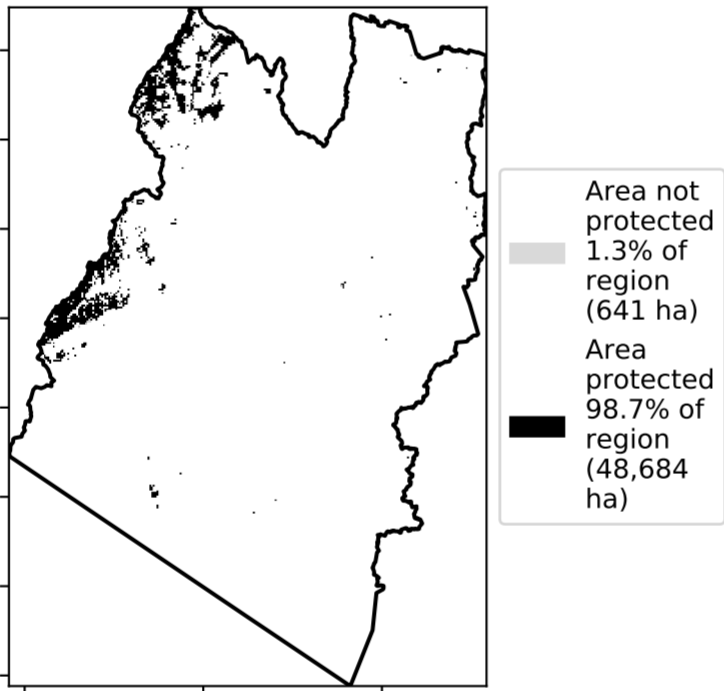 Area not
protected
1.3% of
region
(641 ha)
Area
protected
98.7% of
region
(48,684
ha)